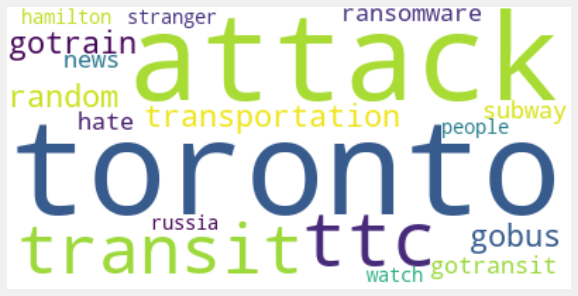 hamilton stranger ransomware
attack
gotrain
news
random
transportation subway
hate people
toronto
russia
transit ttc gobus
watch gotransit